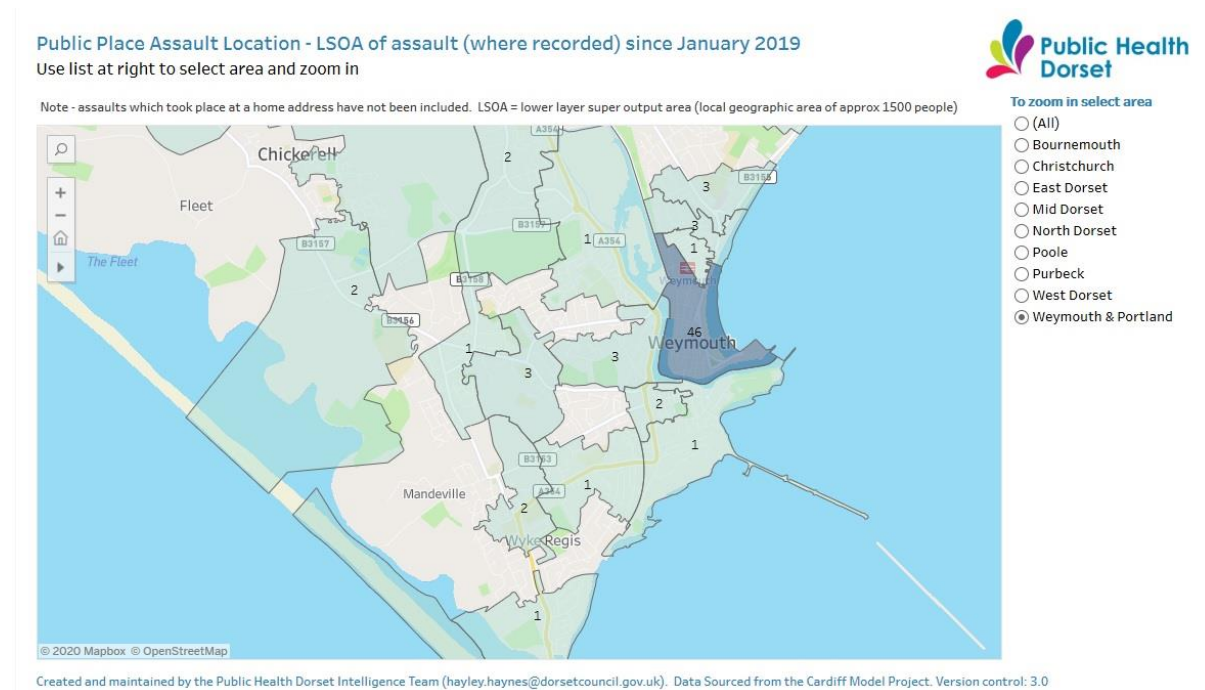 Public Place Assault Location - LSOA of assault (where recorded) since January 2019
Use list at right to select area and zoom in
Public Health
Dorset
Note - assaults which took place at a home address have not been included. LSOA = lower layer super output area (local geographic area of approx 1500 people)
To zoom in select area
(All)
Bournemouth
Christchurch
East Dorset
Mid Dorset
North Dorset
Poole
Purbeck
West Dorset
Weymouth & Portland
A354
Chickerell
2
B3155
3
Fleet
B3157
B3157
3
1
A354
1
The Fleet
Weymouth
B3156
2
B3156
46
Weymouth
1
3
3
2
1
B3153
Mandeville
A354
1
2
Wyke Regis
1
2
© 2020 Mapbox © OpenStreetMap
Created and maintained by the Public Health Dorset Intelligence Team (hayley.haynes@dorsetcouncil.gov.uk). Data Sourced from the Cardiff Model Project. Version control: 3.0